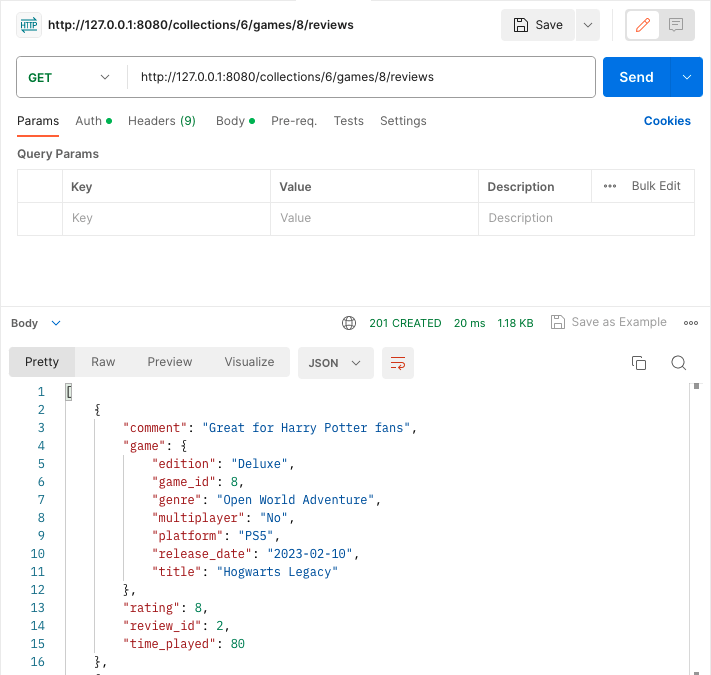 HTTP http://127.0.0.1:8080/collections/6/games/8/reviews Save
GET http://127.0.0.1:8080/collections/6/games/8/reviews Send
Params Auth Headers (9) Body Pre-req. Tests Settings Cookies
Query Params
Key Value Description Bulk Edit
Key Value Description
Body 201 CREATED 20 ms 1.18 KB Save as Example
Pretty Raw Preview Visualize JSON
1 [
2 {
3 "comment": "Great for Harry Potter fans",
4 "game": {
5 "edition": "Deluxe",
6 "game_id": 8,
7 "genre": "Open World Adventure",
8 "multiplayer": "No",
9 "platform": "PS5",
10 "release_date": "2023-02-10",
11 "title": "Hogwarts Legacy"
12 },
13 "rating": 8,
14 "review_id": 2,
15 "time_played": 80
16 },